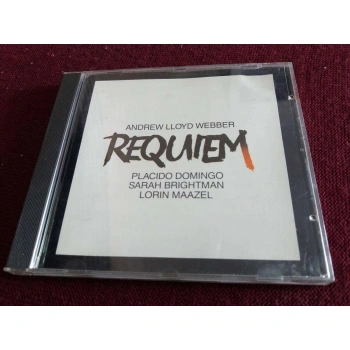 ANDREW LLOYD WEBBER
REQUIEM
PLACIDO DOMINGO
SARAH BRIGHTMAN
LORIN MAAZEL